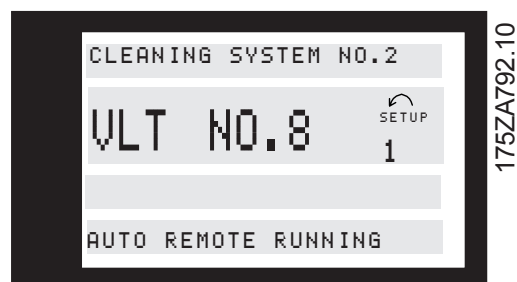 CLEANING SYSTEM NO.2
VLT NO.8
SETUP
1
AUTO REMOTE RUNNING
175ZA792.10